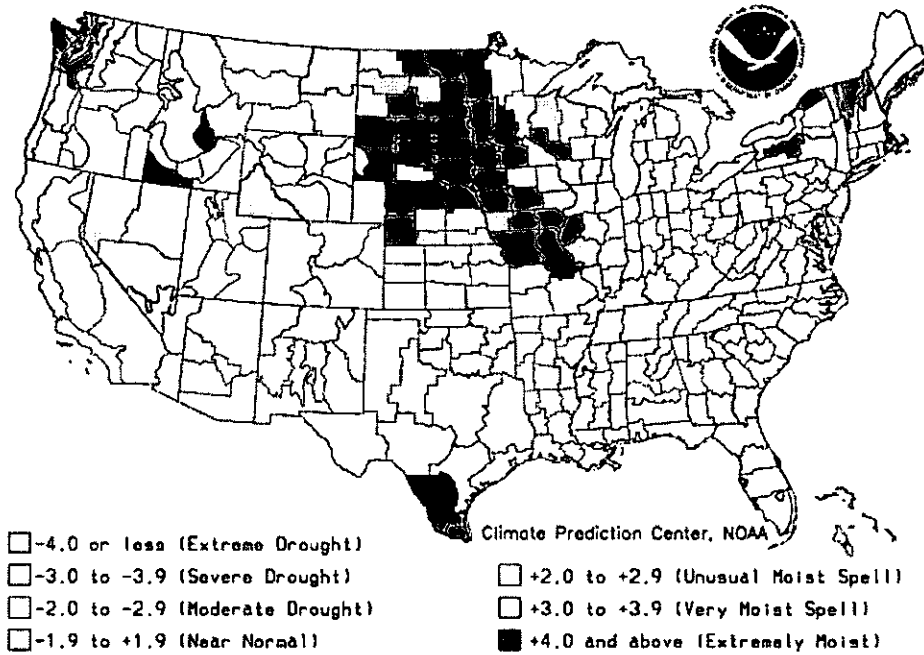 Climate Prediction Center, NOAA
-4.0 or less (Extreme Drought)
-3.0 to -3.9 (Severe Drought)
-2.0 to -2.9 (Moderate Drought)
-1.9 to +1.9 (Near Normal)
+2.0 to +2.9 (Unusual Moist Spell)
+3.0 to +3.9 (Very Moist Spell)
+4.0 and above (Extremely Moist)